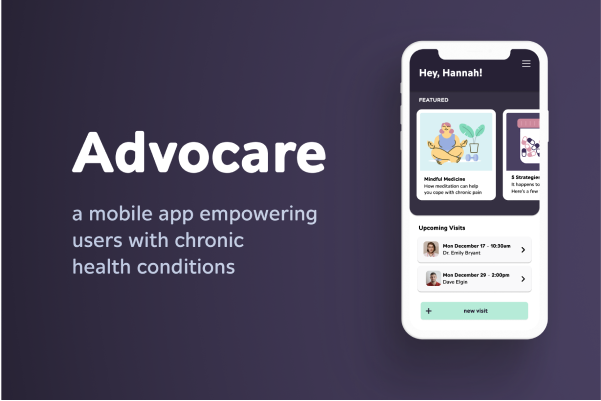 Advocare
a mobile app empowering
users with chronic
health conditions
Hey, Hannah!
FEATURED
Mindful Medicine
How meditation can help
you cope with chronic pain
5 Strategies
It happens to
Here's a few
Upcoming Visits
Mon December 17 - 10:30am
Dr. Emily Bryant
Mon December 29 - 2:00pm
Dave Elgin
+ new visit